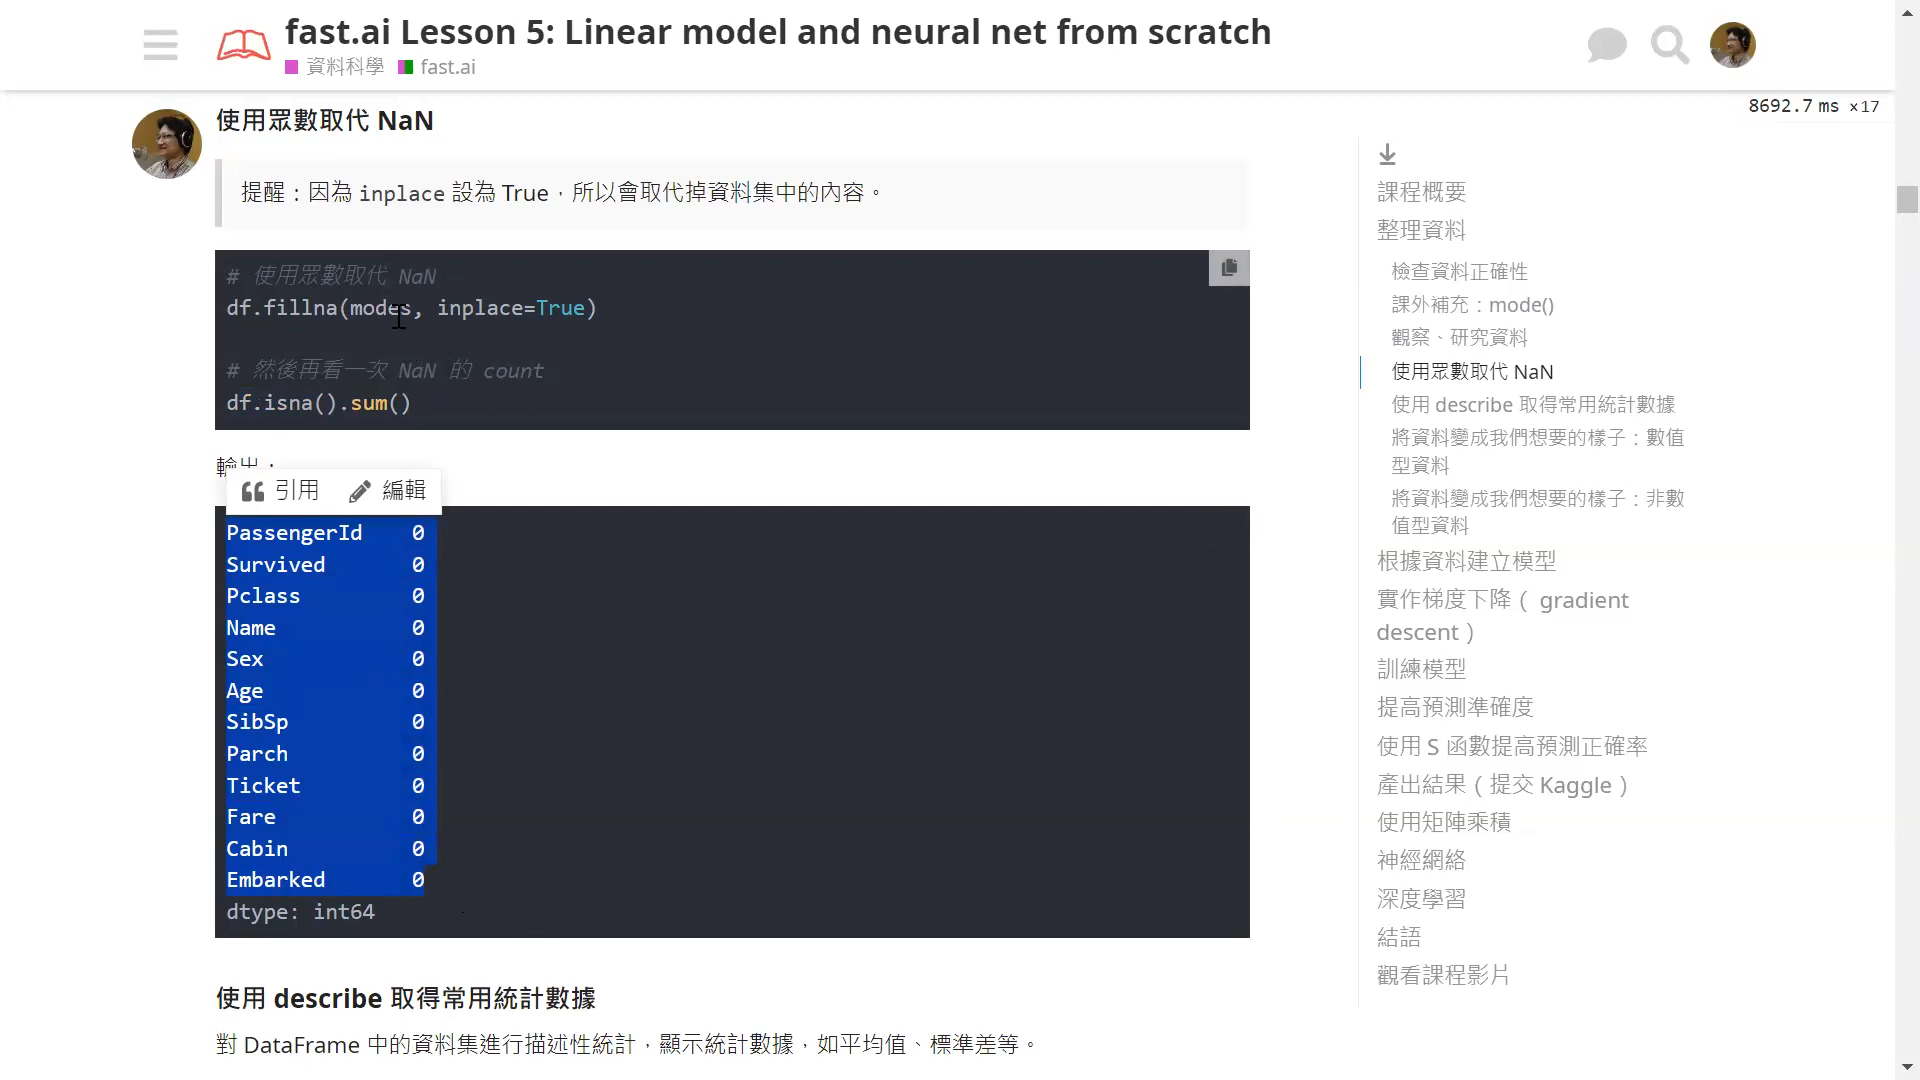 fast.ai Lesson 5: Linear model and neural net from scratch
資料科學 fast.ai
8692.7 ms ×17
使用眾數取代 NaN
提醒：因為 inplace 設為 True，所以會取代掉資料集中的內容。
# 使用眾數取代 NaN
df.fillna(modes, inplace=True)
# 然後再看一次 NaN 的 count
df.isna().sum()
輸出：
引用 編輯
PassengerId 0
Survived 0
Pclass 0
Name 0
Sex 0
Age 0
SibSp 0
Parch 0
Ticket 0
Fare 0
Cabin 0
Embarked 0
dtype: int64
使用 describe 取得常用統計數據
對 DataFrame 中的資料集進行描述性統計，顯示統計數據，如平均值、標準差等。
課程概要
整理資料
檢查資料正確性
課外補充：mode()
觀察、研究資料
使用眾數取代 NaN
使用 describe 取得常用統計數據
將資料變成我們想要的樣子：數值
型資料
將資料變成我們想要的樣子：非數
值型資料
根據資料建立模型
實作梯度下降（ gradient
descent ）
訓練模型
提高預測準確度
使用 S 函數提高預測正確率
產出結果（提交 Kaggle ）
使用矩陣乘積
神經網絡
深度學習
結語
觀看課程影片